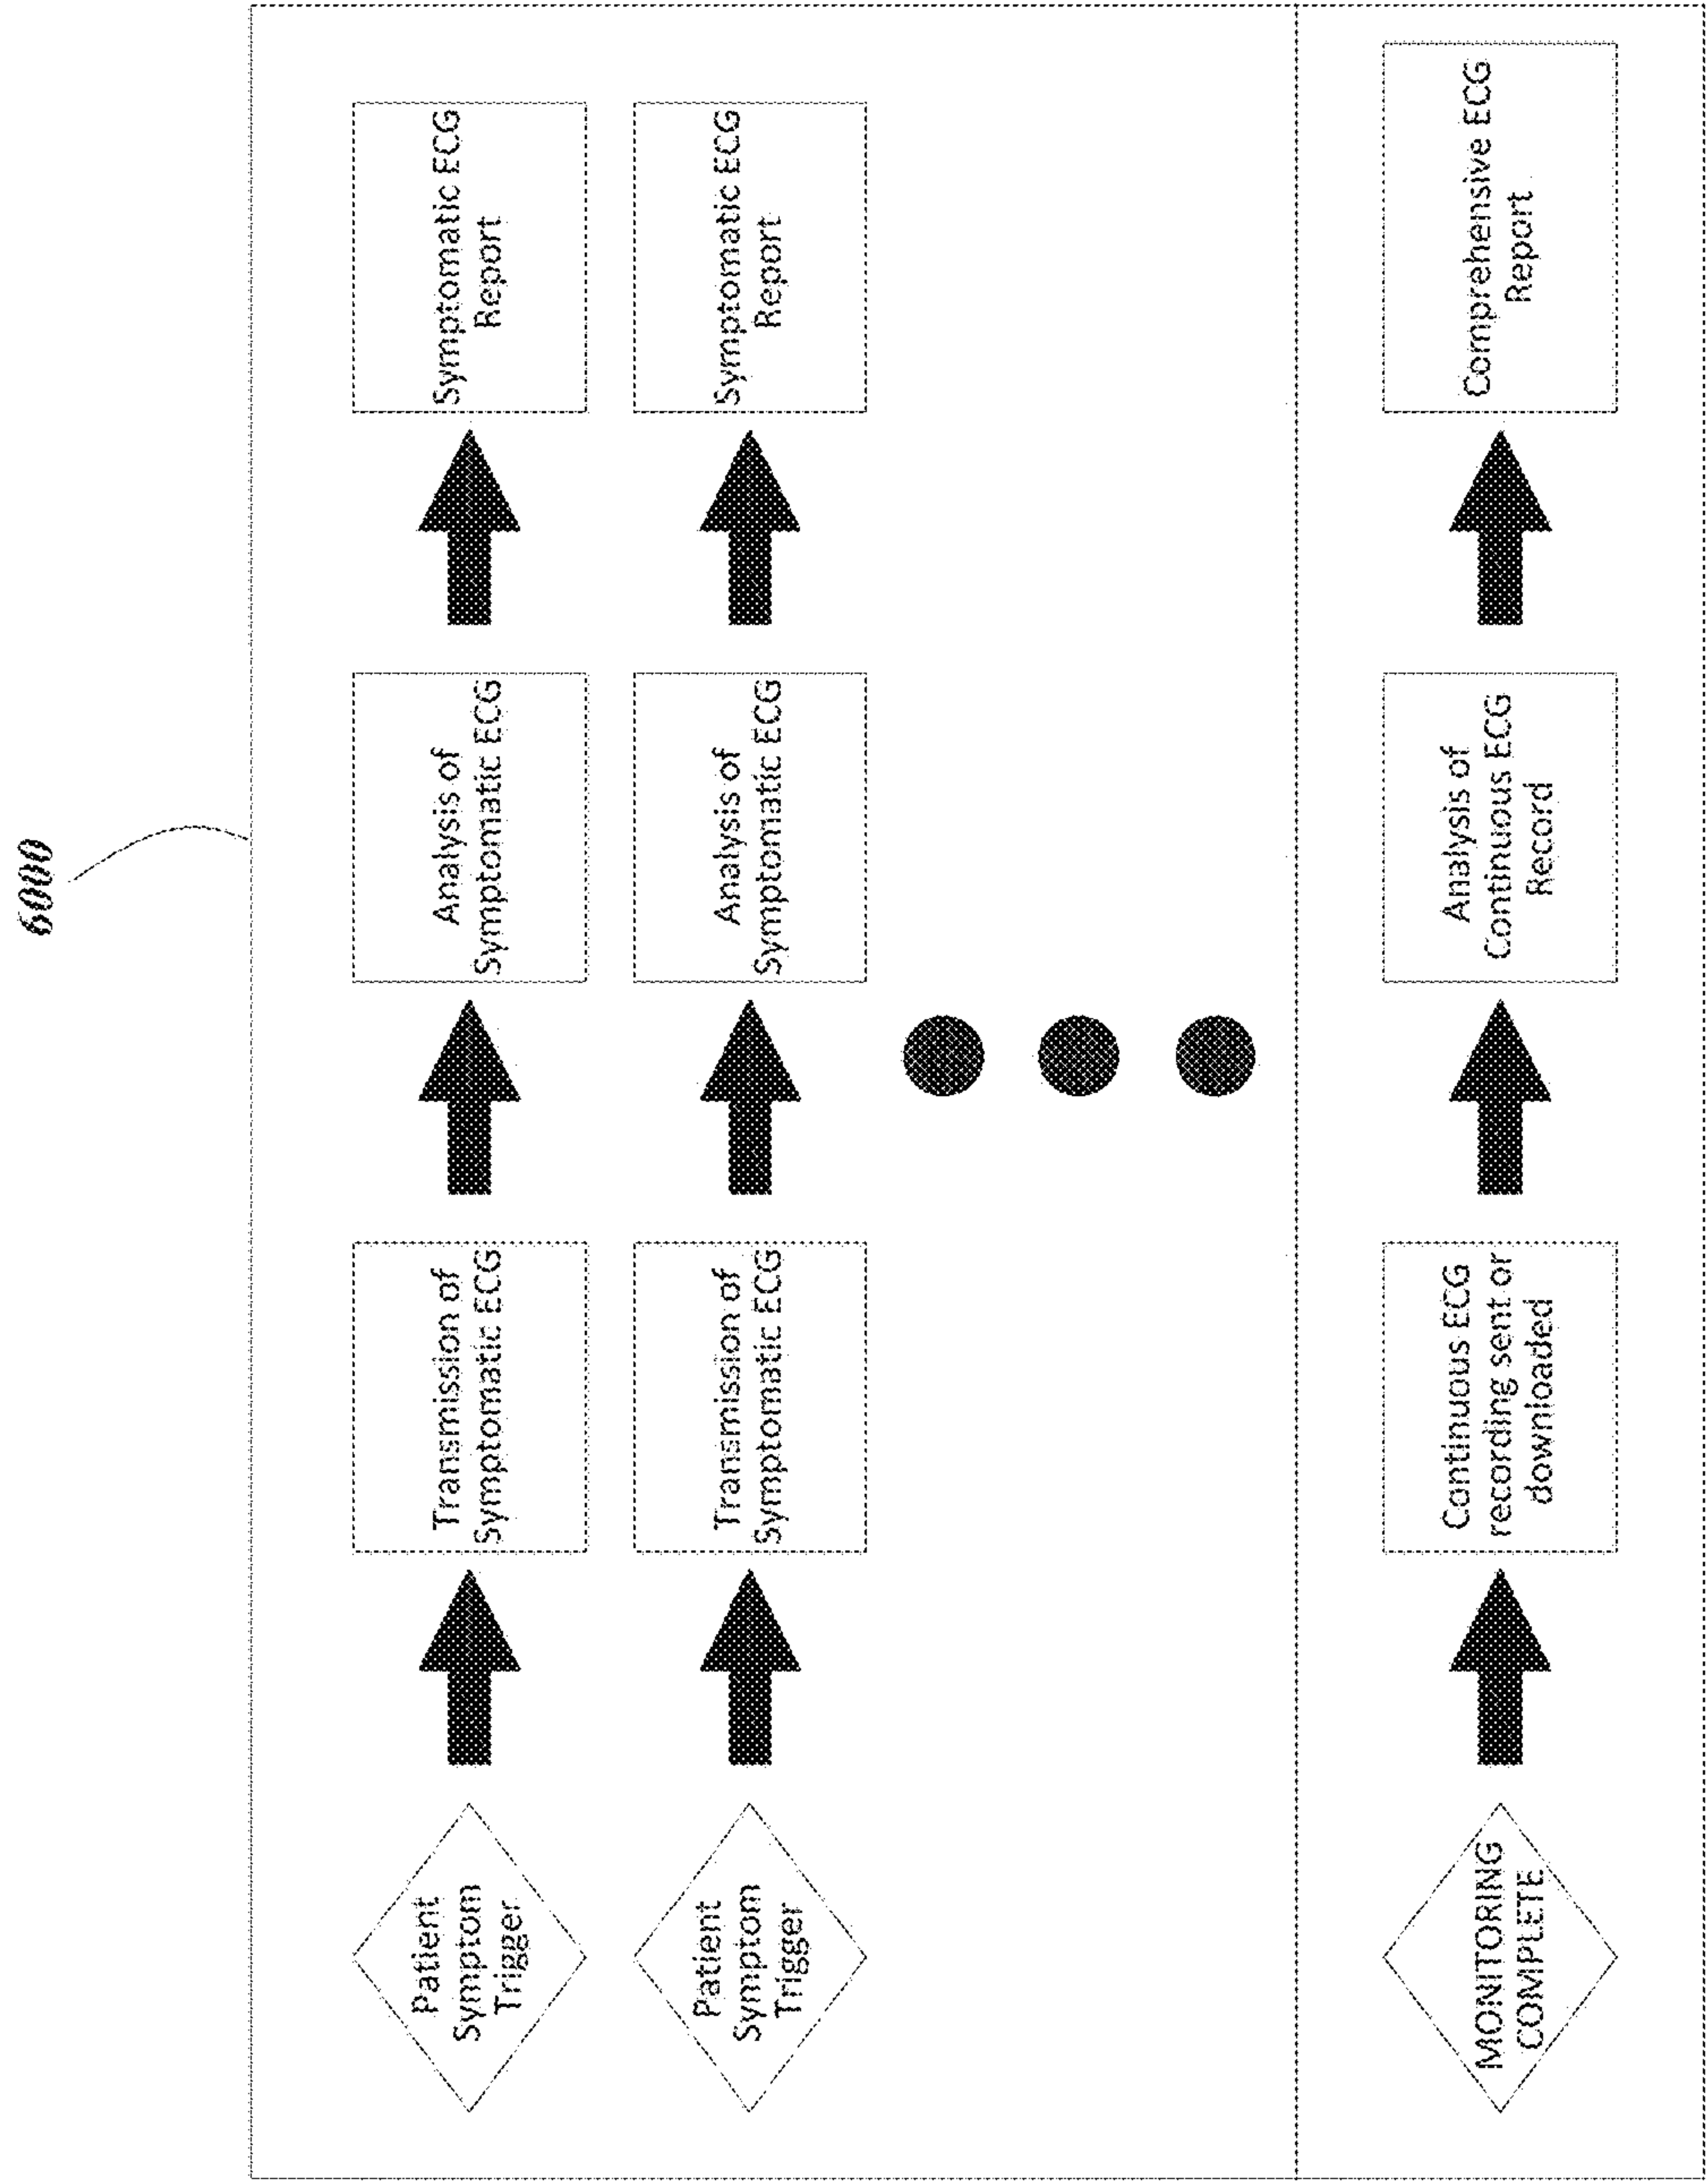 6000
Patient
Symptom
Trigger
Transmission of
Symptomatic ECG
Analysis of
Symptomatic ECG
Symptomatic ECG
Report
Patient
Symptom
Trigger
Transmission of
Symptomatic ECG
Analysis of
Symptomatic ECG
Symptomatic ECG
Report
MONITORING
COMPLETE
Continuous ECG
recording sent or
downloaded
Analysis of
Continuous ECG
Record
Comprehensive ECG
Report